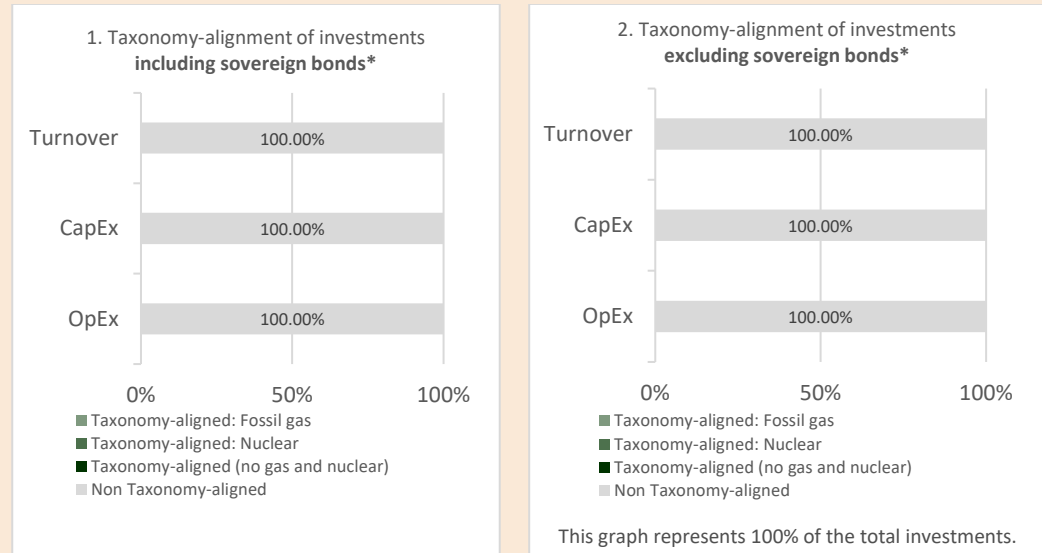 1. Taxonomy-alignment of investments
including sovereign bonds*
Turnover
100.00%
CapEx
100.00%
OpEx
100.00%
0% 50% 100%
Taxonomy-aligned: Fossil gas
Taxonomy-aligned: Nuclear
Taxonomy-aligned (no gas and nuclear)
Non Taxonomy-aligned
2. Taxonomy-alignment of investments
excluding sovereign bonds*
Turnover
100.00%
CapEx
100.00%
OpEx
100.00%
0% 50% 100%
Taxonomy-aligned: Fossil gas
Taxonomy-aligned: Nuclear
Taxonomy-aligned (no gas and nuclear)
Non Taxonomy-aligned
This graph represents 100% of the total investments.